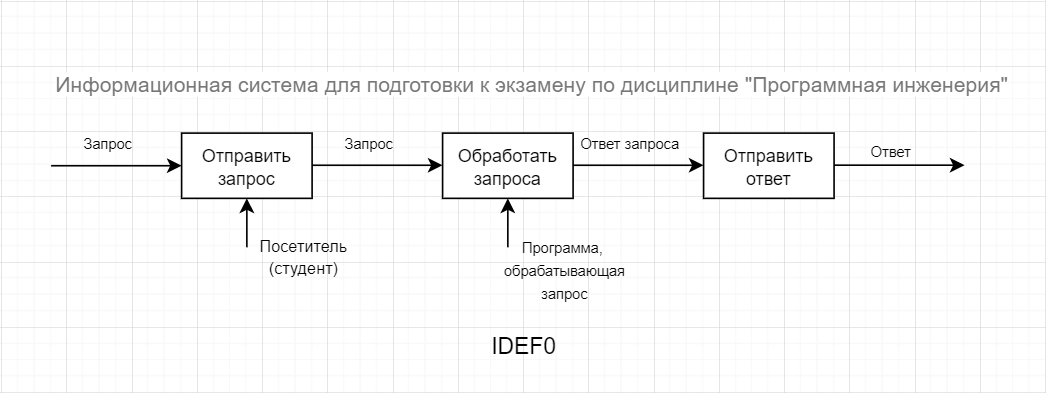 Информационная система для подготовки к экзамену по дисциплине "Программная инженерия"
Запрос
Отправить
запрос
Запрос
Обработать
запроса
Ответ запроса
Отправить
ответ
Ответ
Посетитель
(студент)
Программа,
обрабатывающая
запрос
IDEF0